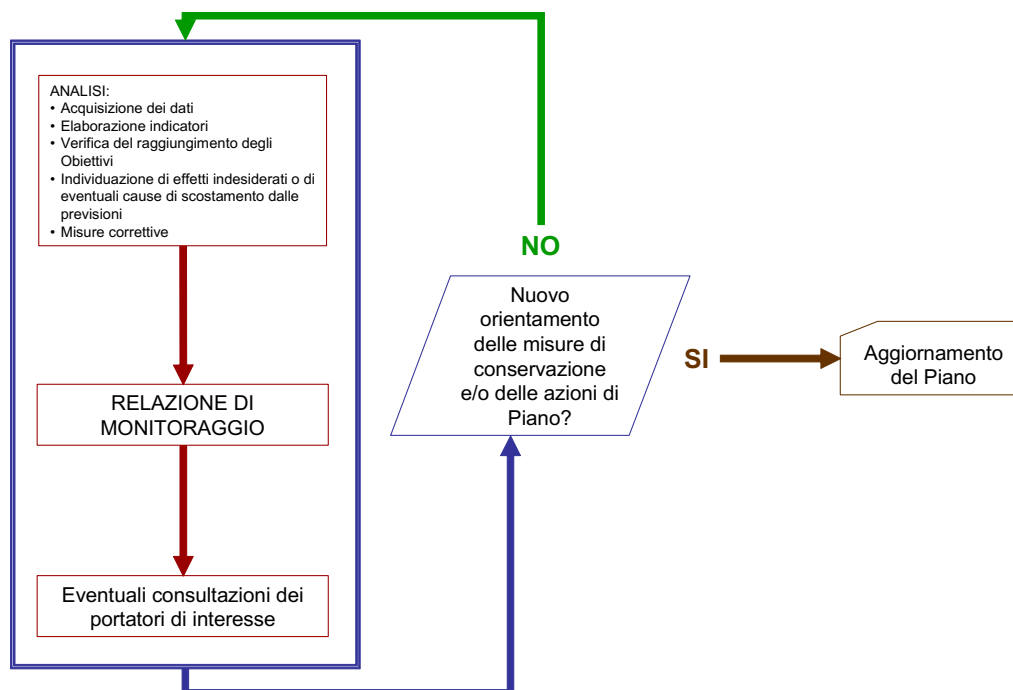 ANALISI:
• Acquisizione dei dati
• Elaborazione indicatori
• Verifica del raggiungimento degli
Obiettivi
• Individuazione di effetti indesiderati o di
eventuali cause di scostamento dalle
previsioni
• Misure correttive
RELAZIONE DI
MONITORAGGIO
Eventuali consultazioni dei
portatori di interesse
NO
Nuovo
orientamento
delle misure di
conservazione
e/o delle azioni di
Piano?
SI
Aggiornamento
del Piano